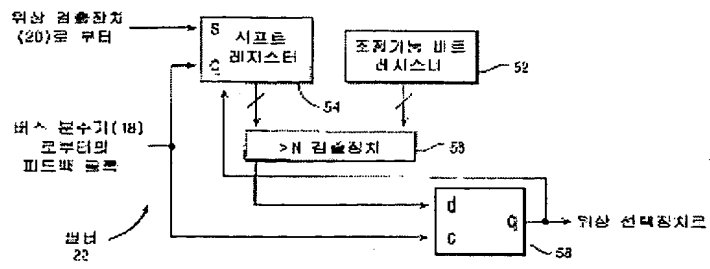 위상 검출장치
(20)로 부터
S
C
시프트
레지스터
54
조정가능 비트
레지스터
52
>N 검출장치
56
버스 분수기(18)
로부터의
피드백 클록
d
c
Q
58
위상 선택장치로
22